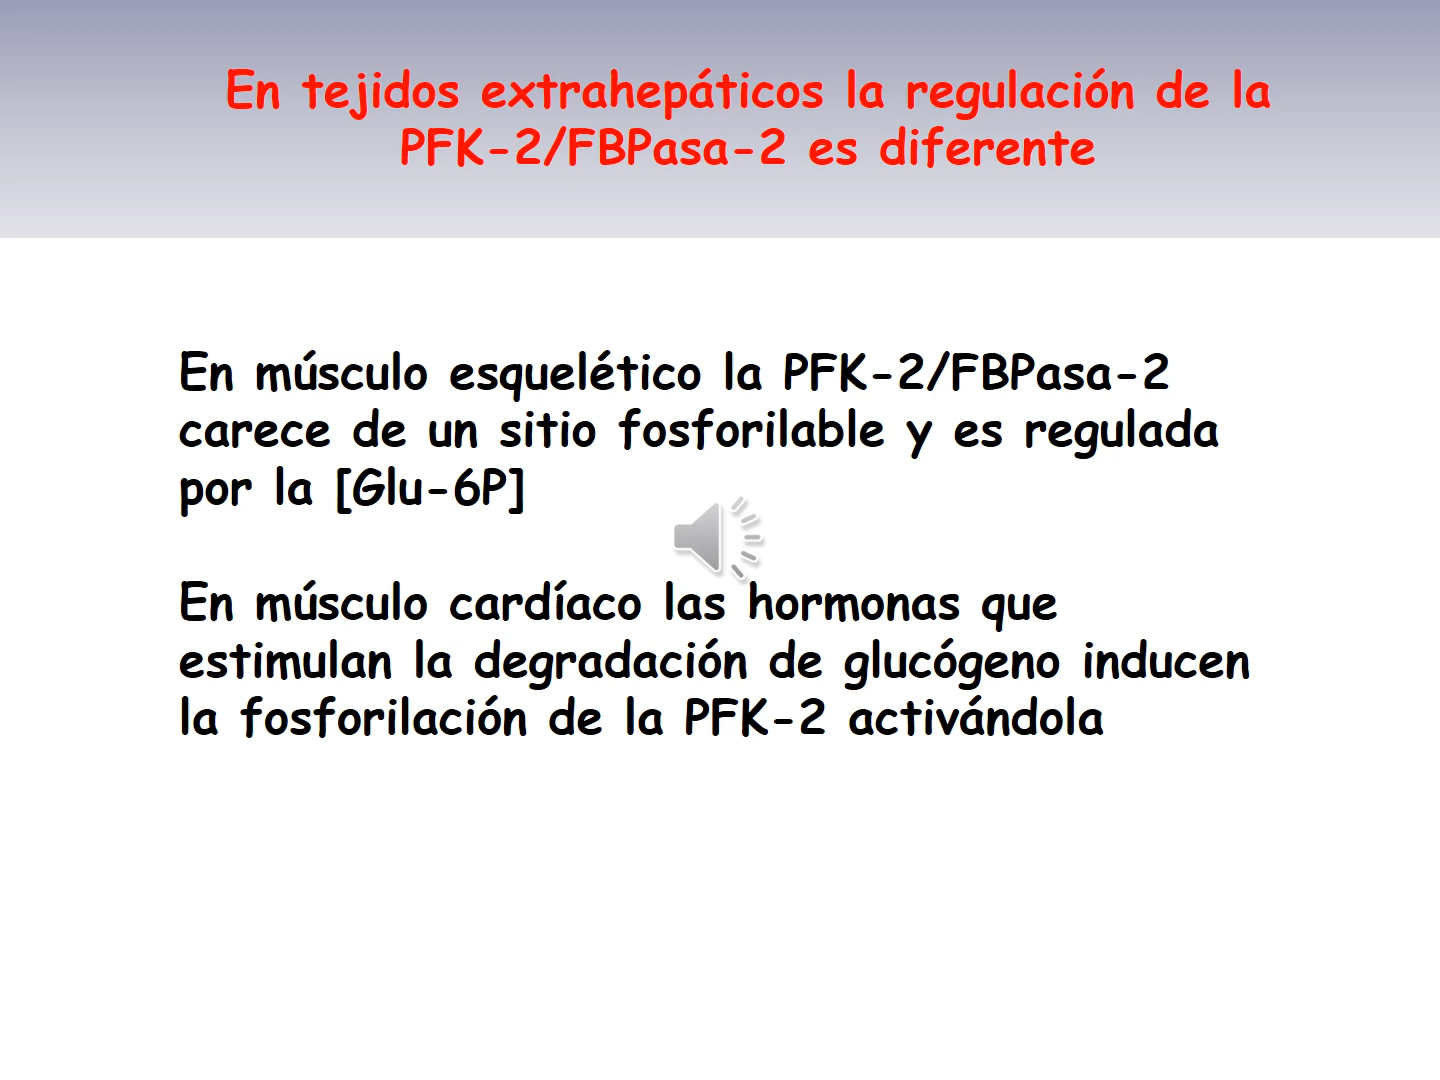 En tejidos extrahepáticos la regulación de la
PFK-2/FBPasa-2 es diferente
En músculo esquelético la PFK-2/FBPasa-2
carece de un sitio fosforilable y es regulada
por la [Glu-6P]
En músculo cardíaco las hormonas que
estimulan la degradación de glucógeno inducen
la fosforilación de la PFK-2 activándola